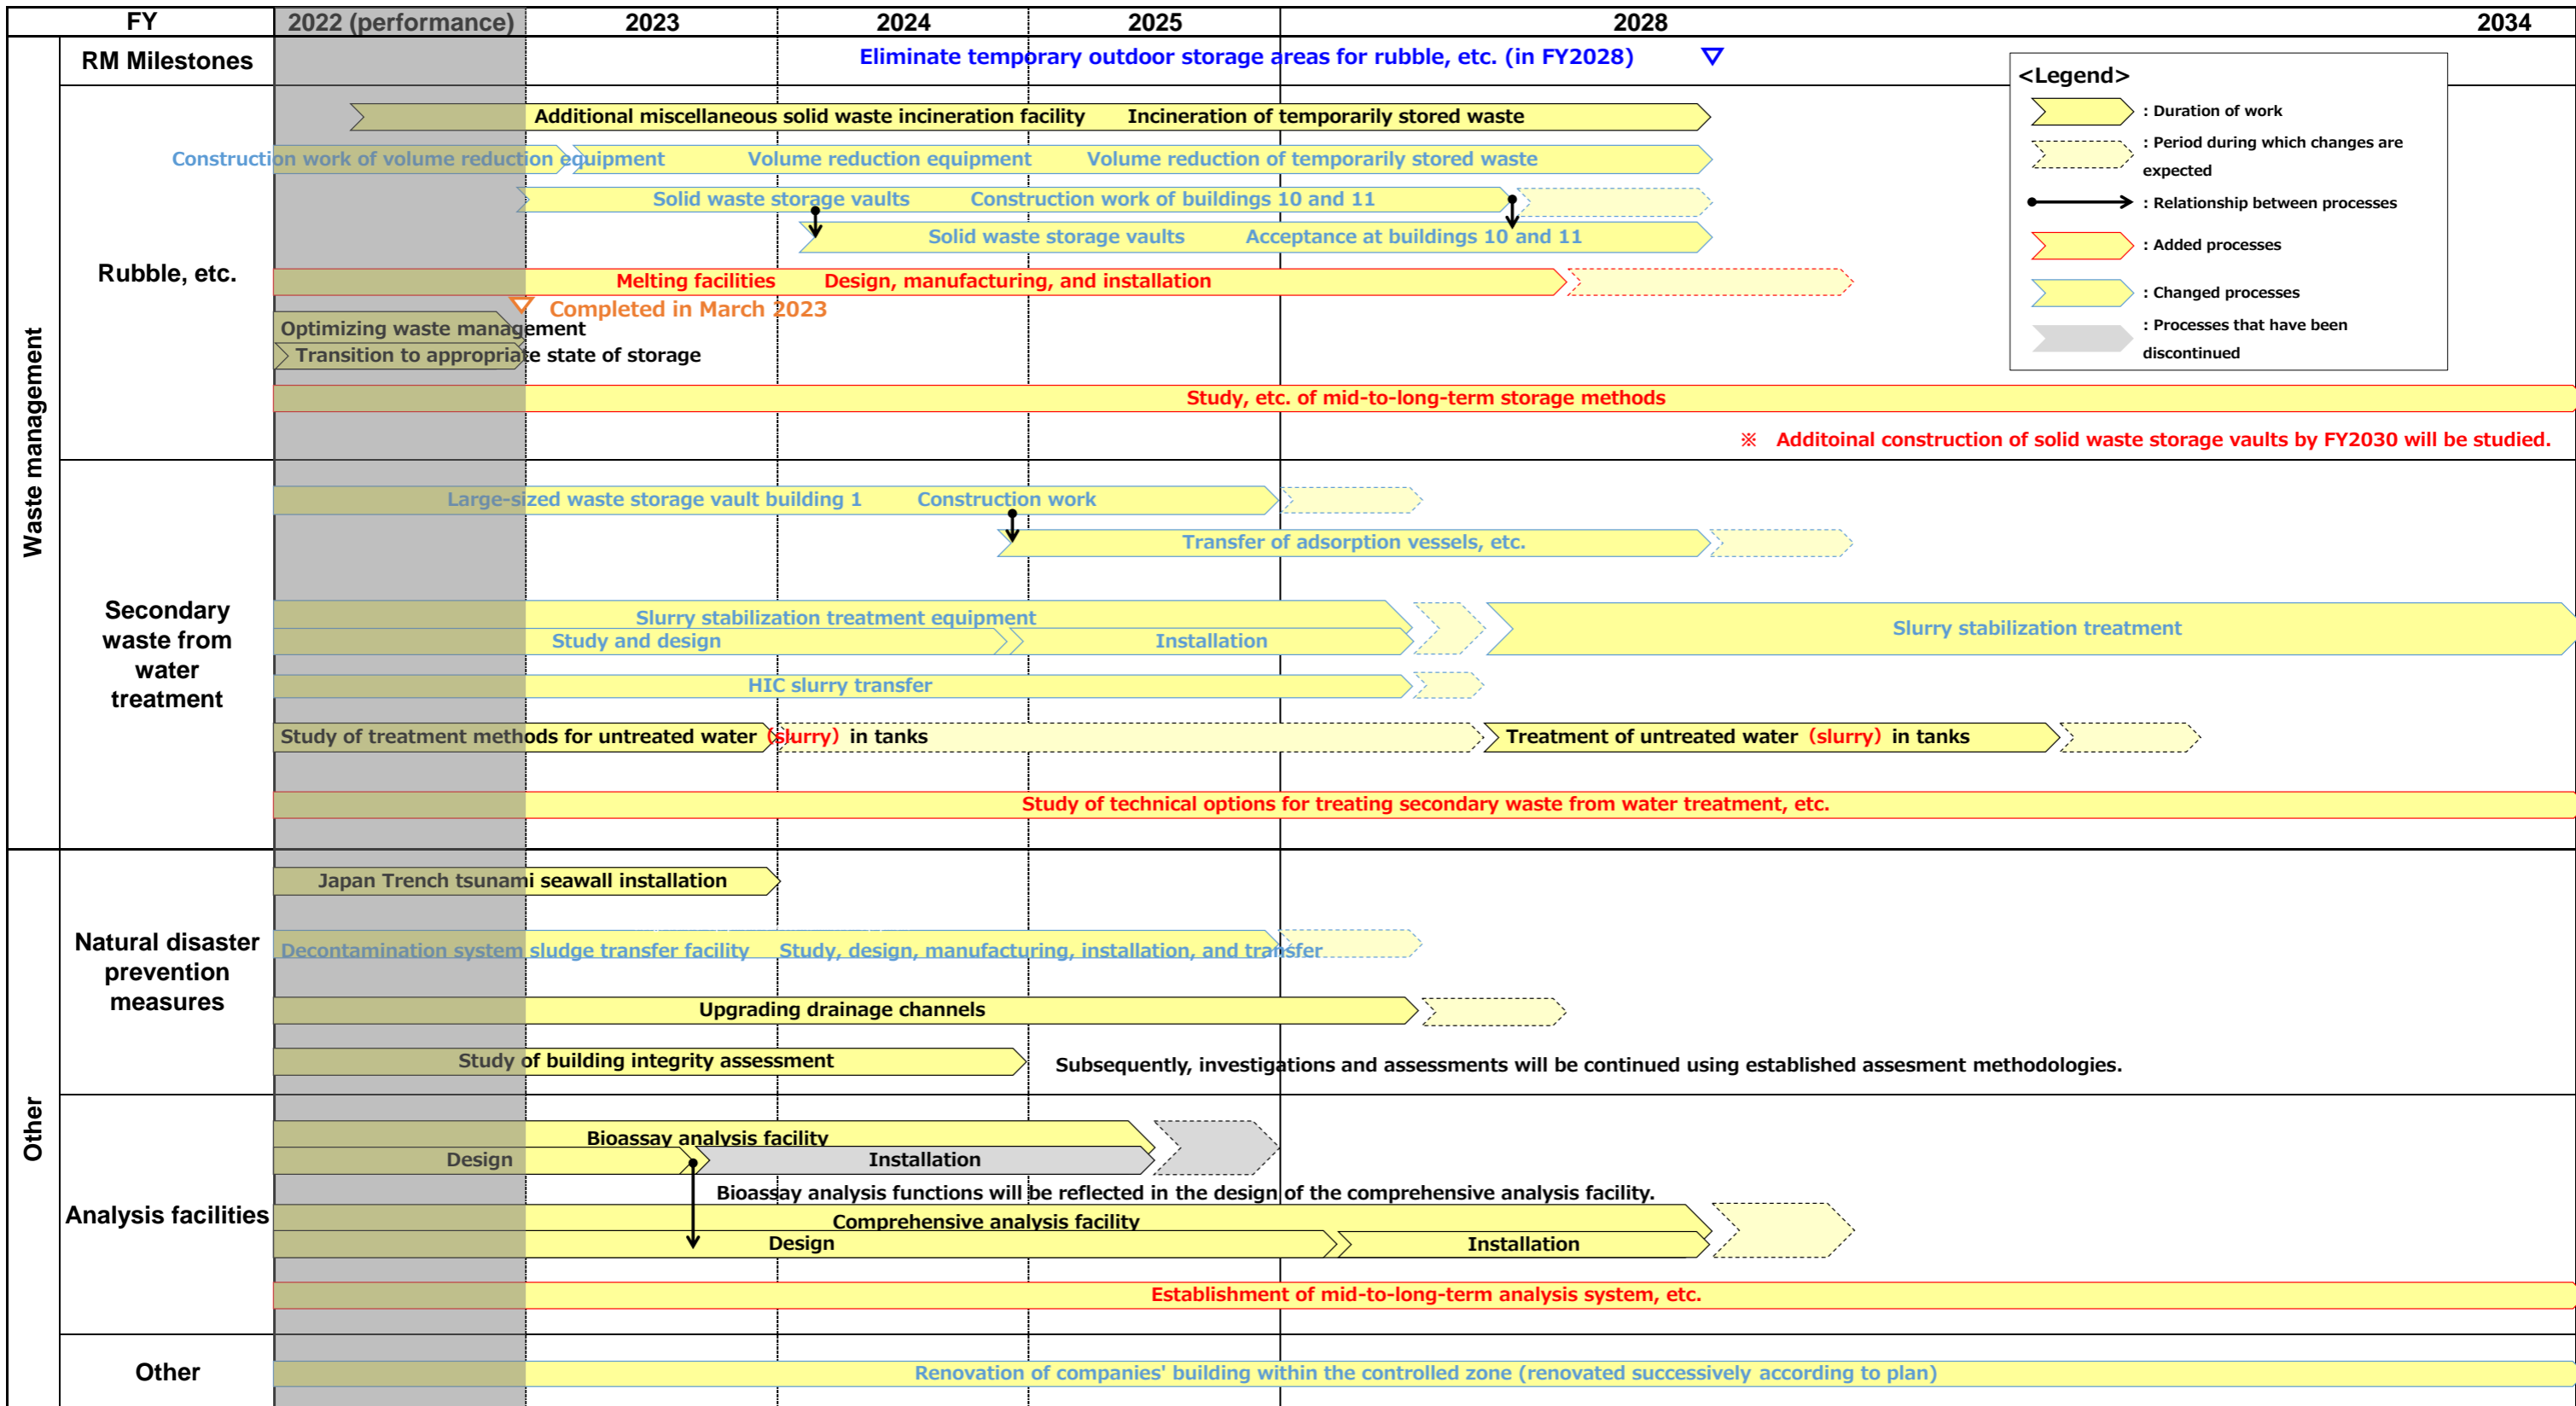 FY 2022 (performance) 2023 2024 2025 2028 2034
Waste management
RM Milestones
Eliminate temporary outdoor storage areas for rubble, etc. (in FY2028)
<Legend>
: Duration of work
: Period during which changes are
expected
: Relationship between processes
: Added processes
: Changed processes
: Processes that have been
discontinued
Rubble, etc.
Additional miscellaneous solid waste incineration facility Incineration of temporarily stored waste
Construction work of volume reduction equipment Volume reduction equipment Volume reduction of temporarily stored waste
Solid waste storage vaults Construction work of buildings 10 and 11
Solid waste storage vaults Acceptance at buildings 10 and 11
Melting facilities Design, manufacturing, and installation
Completed in March 2023
Optimizing waste management
Transition to appropriate state of storage
Study, etc. of mid-to-long-term storage methods
※ Additoinal construction of solid waste storage vaults by FY2030 will be studied.
Secondary
waste from
water
treatment
Large-sized waste storage vault building 1 Construction work
Transfer of adsorption vessels, etc.
Slurry stabilization treatment equipment
Study and design Installation
Slurry stabilization treatment
HIC slurry transfer
Study of treatment methods for untreated water（slurry）in tanks
Treatment of untreated water（slurry）in tanks
Study of technical options for treating secondary waste from water treatment, etc.
Other
Natural disaster
prevention
measures
Japan Trench tsunami seawall installation
Decontamination system sludge transfer facility Study, design, manufacturing, installation, and transfer
Upgrading drainage channels
Study of building integrity assessment
Subsequently, investigations and assessments will be continued using established assesment methodologies.
Analysis facilities
Bioassay analysis facility
Design Installation
Bioassay analysis functions will be reflected in the design of the comprehensive analysis facility.
Comprehensive analysis facility
Design Installation
Establishment of mid-to-long-term analysis system, etc.
Other
Renovation of companies' building within the controlled zone (renovated successively according to plan)